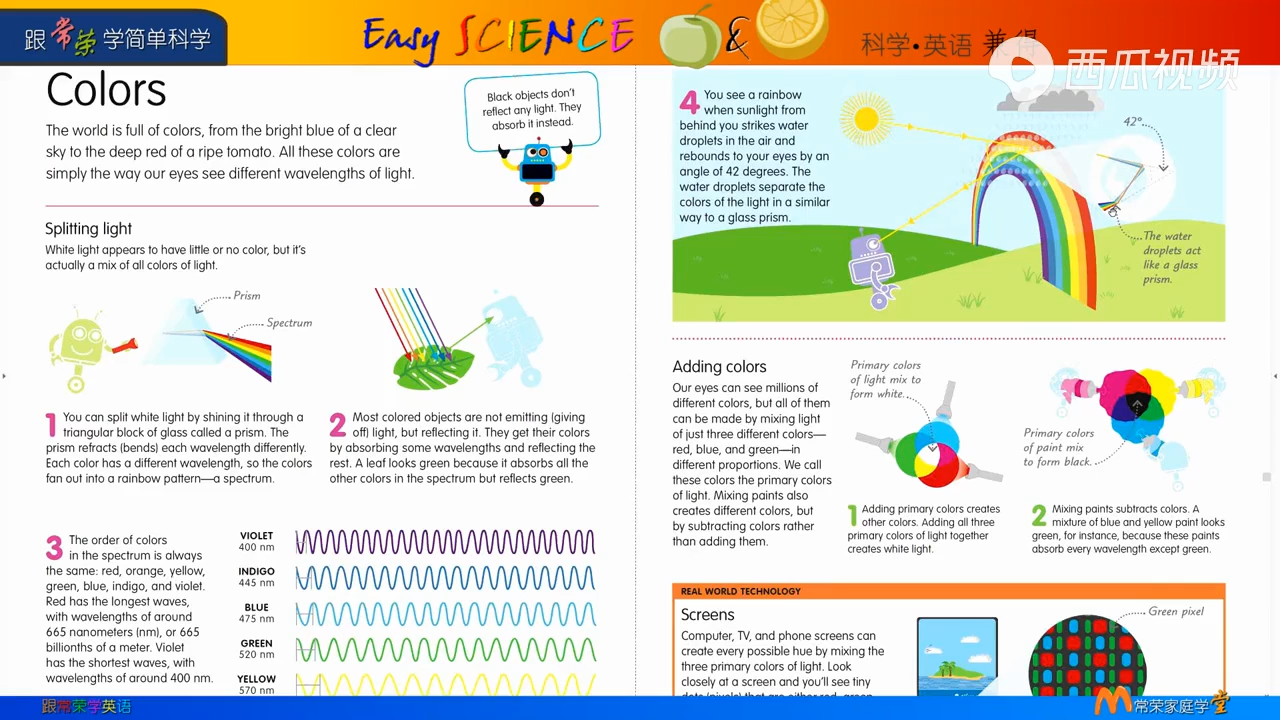 跟常荣学简单科学
Easy SCIENCE &
科学·英语 兼得
西瓜视频
Colors
The world is full of colors, from the bright blue of a clear
sky to the deep red of a ripe tomato. All these colors are
simply the way our eyes see different wavelengths of light.
Black objects don't
reflect any light. They
absorb it instead.
Splitting light
White light appears to have little or no color, but it's
actually a mix of all colors of light.
Prism
Spectrum
1 You can split white light by shining it through a
triangular block of glass called a prism. The
prism refracts (bends) each wavelength differently.
Each color has a different wavelength, so the colors
fan out into a rainbow pattern—a spectrum.
2 Most colored objects are not emitting (giving
off) light, but reflecting it. They get their colors
by absorbing some wavelengths and reflecting the
rest. A leaf looks green because it absorbs all the
other colors in the spectrum but reflects green.
3 The order of colors
in the spectrum is always
the same: red, orange, yellow,
green, blue, indigo, and violet.
Red has the longest waves,
with wavelengths of around
665 nanometers (nm), or 665
billionths of a meter. Violet
has the shortest waves, with
wavelengths of around 400 nm.
VIOLET
400 nm
INDIGO
445 nm
BLUE
475 nm
GREEN
520 nm
YELLOW
570 nm
4 You see a rainbow
when sunlight from
behind you strikes water
droplets in the air and
rebounds to your eyes by an
angle of 42 degrees. The
water droplets separate the
colors of the light in a similar
way to a glass prism.
42°
The water
droplets act
like a glass
prism.
Adding colors
Our eyes can see millions of
different colors, but all of them
can be made by mixing light
of just three different colors—
red, blue, and green—in
different proportions. We call
these colors the primary colors
of light. Mixing paints also
creates different colors, but
by subtracting colors rather
than adding them.
Primary colors
of light mix to
form white.
Primary colors
of paint mix
to form black.
1 Adding primary colors creates
other colors. Adding all three
primary colors of light together
creates white light.
2 Mixing paints subtracts colors. A
mixture of blue and yellow paint looks
green, for instance, because these paints
absorb every wavelength except green.
REAL WORLD TECHNOLOGY
Screens
Computer, TV, and phone screens can
create every possible hue by mixing the
three primary colors of light. Look
closely at a screen and you'll see tiny
dots (pixels) that are either red, green,
Green pixel
跟常荣学英语
常荣家庭学堂